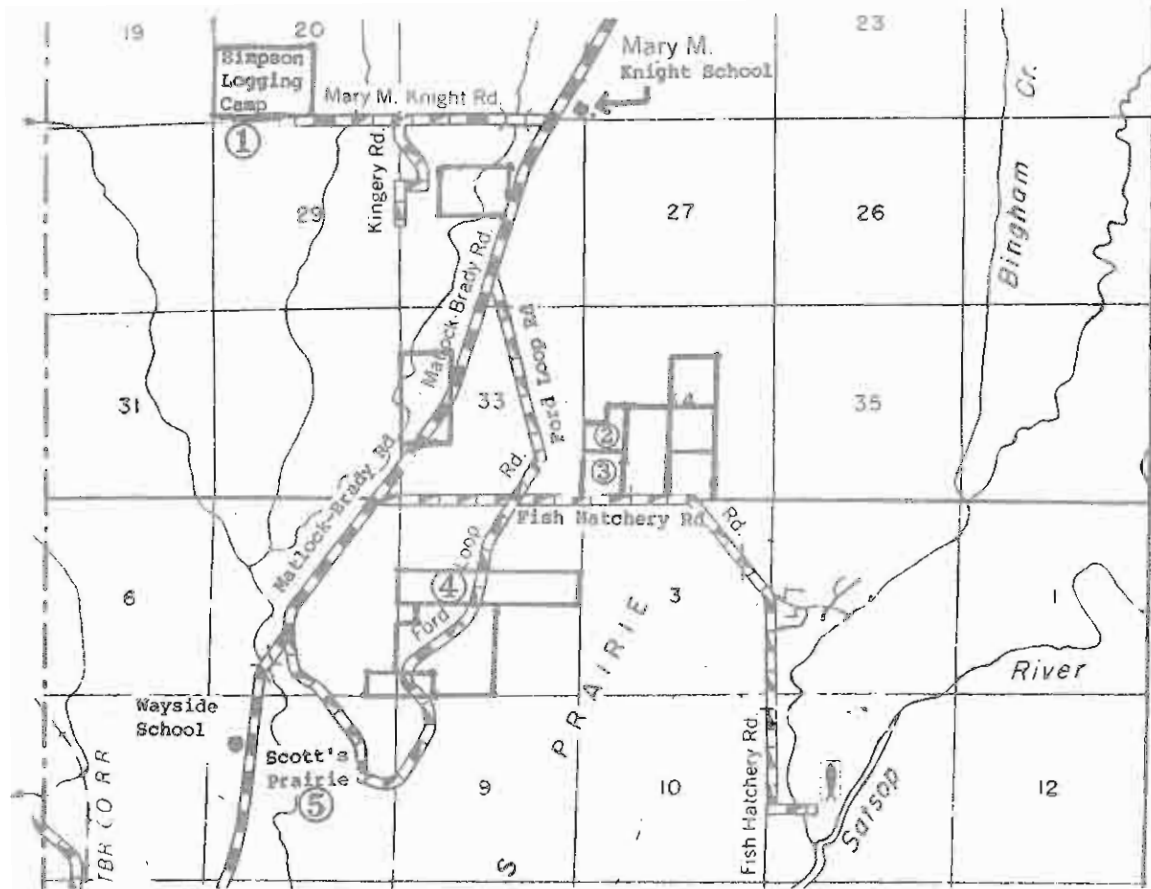 19
20
23
Simpson
Logging
Camp
Mary M.
Knight School
Mary M. Knight Rd.
①
Kingery Rd.
Bingham Cr.
29
27
26
Matlock-Brady Rd.
Ford Loop Rd
31
33
35
②
③
Matlock-Brady Rd
Rd.
Fish Hatchery Rd
Rd.
Loop
④
Ford
6
3
1
PRAIRIE
River
Wayside
School
Scott's
Prairie
⑤
9
10
12
Fish Hatchery Rd.
Satsop
TBR CO RR
S